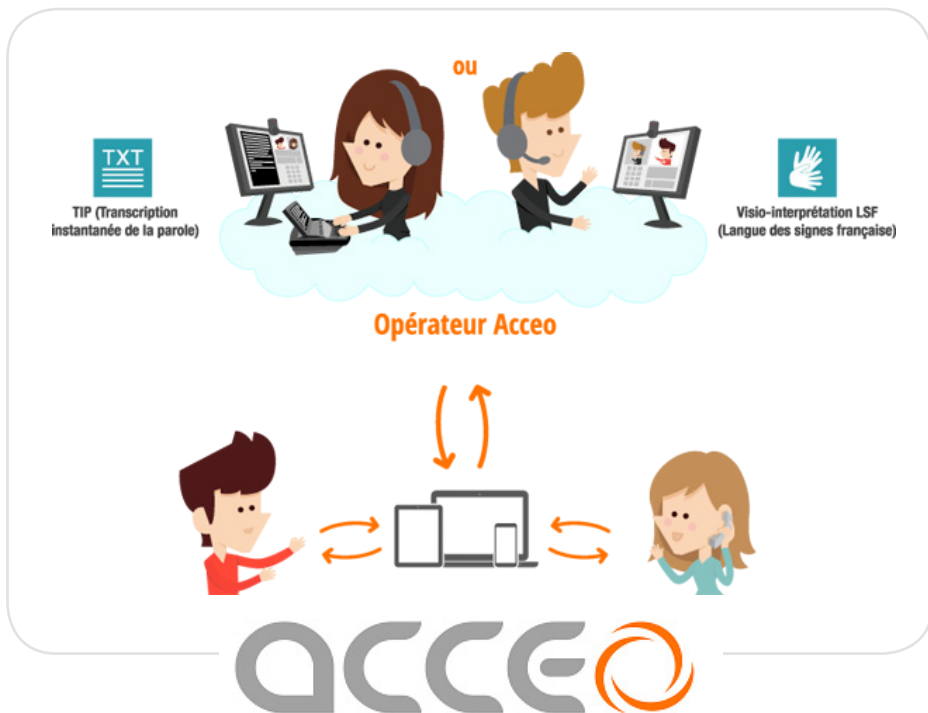 ou
TXT
TIP (Transcription
instantanée de la parole)
Visio-interprétation LSF
(Langue des signes française)
Opérateur Acceo
acceo